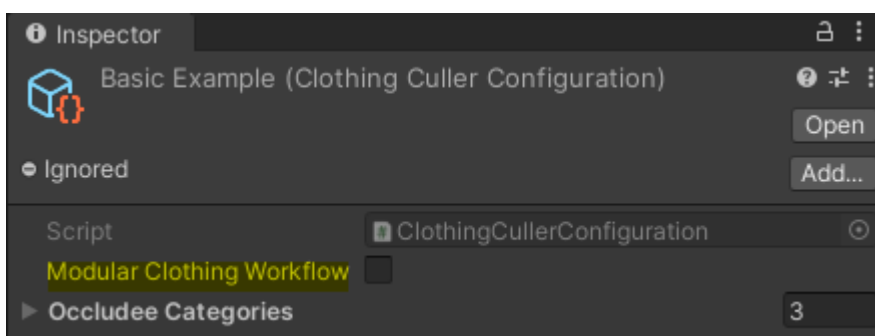 Inspector
Basic Example (Clothing Culler Configuration)
Open
Ignored
Add...
Script ClothingCullerConfiguration
Modular Clothing Workflow
Occludee Categories 3